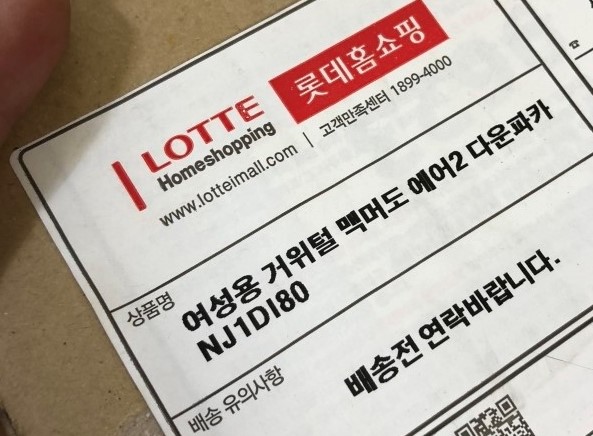 LOTTE
Homeshopping
롯데홈쇼핑
www.lotteimall.com | 고객만족센터 1899-4000
상품명
여성용 거위털 맥머도 에어2 다운파카
NJ1DI80
배송 유의사항
배송전 연락바랍니다.